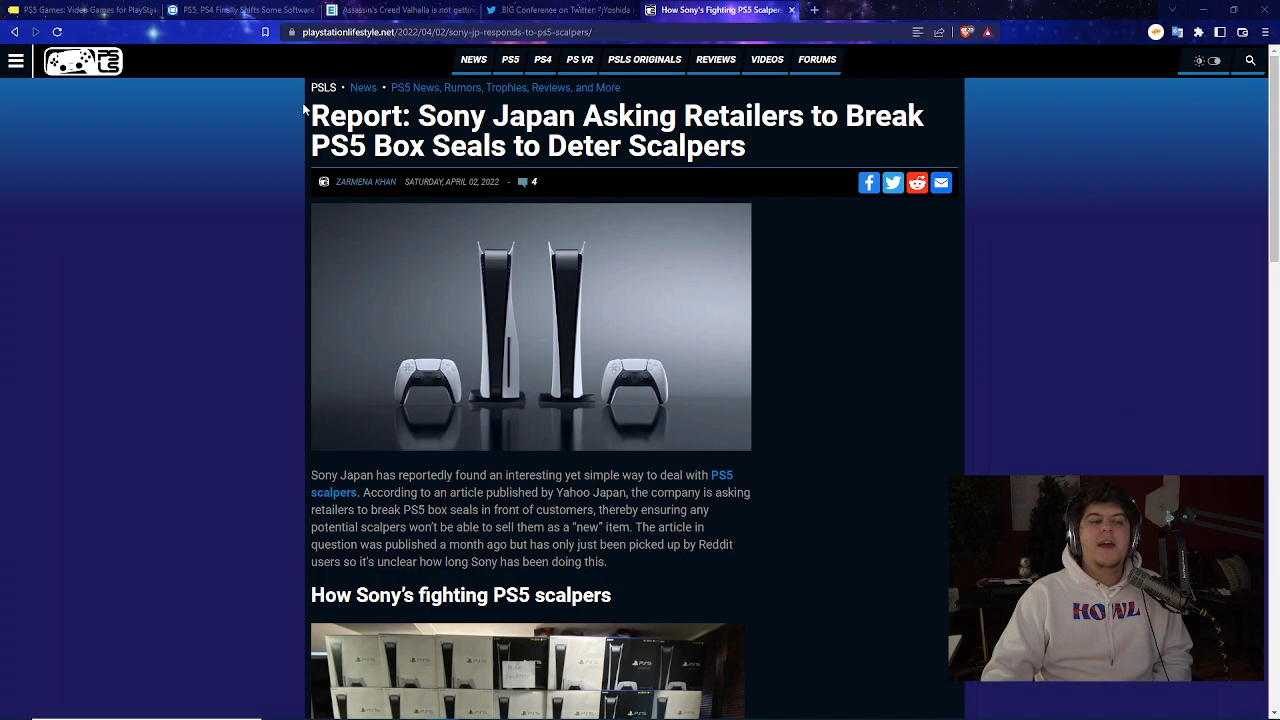 PS5 Games: Video Games for PlaySt
PS5, PS4 Finally Shifts Some Software
Assassin's Creed Valhalla is not gettin
BIG Conference on Twitter: "Yoshida
How Sony's Fighting PS5 Scalpers
playstationlifestyle.net/2022/04/02/sony-jp-responds-to-ps5-scalpers/
NEWS PS5 PS4 PS VR PSLS ORIGINALS REVIEWS VIDEOS FORUMS
PSLS • News • PS5 News, Rumors, Trophies, Reviews, and More
Report: Sony Japan Asking Retailers to Break
PS5 Box Seals to Deter Scalpers
ZARMENA KHAN SATURDAY, APRIL 02, 2022 - 4
Sony Japan has reportedly found an interesting yet simple way to deal with PS5
scalpers. According to an article published by Yahoo Japan, the company is asking
retailers to break PS5 box seals in front of customers, thereby ensuring any
potential scalpers won't be able to sell them as a “new” item. The article in
question was published a month ago but has only just been picked up by Reddit
users so it's unclear how long Sony has been doing this.
How Sony's fighting PS5 scalpers
HOWL